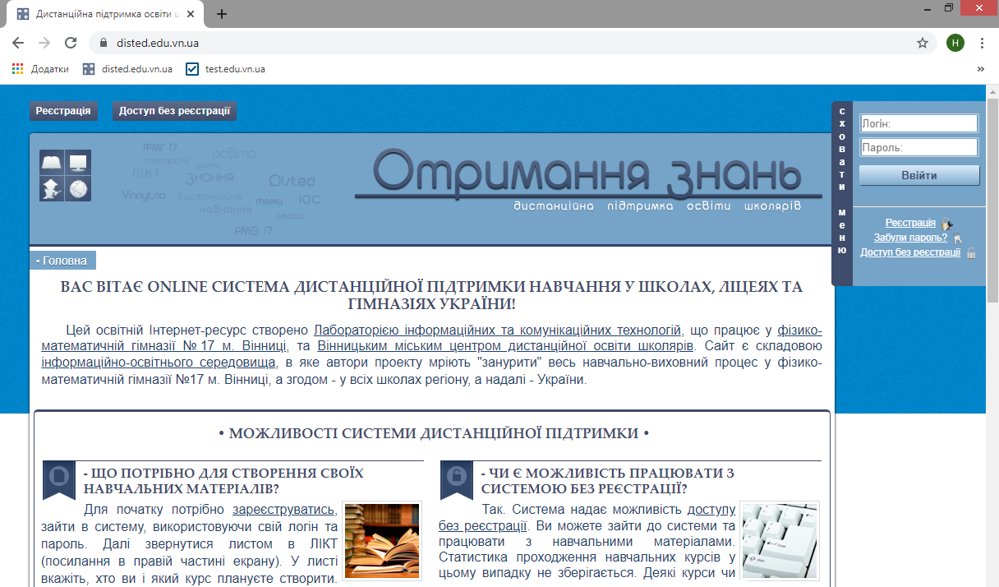 Дистанційна підтримка освіти ш
disted.edu.vn.ua
Н
Додатки
disted.edu.vn.ua
test.edu.vn.ua
Реєстрація
Доступ без реєстрації
ФМГ 17
освіта
уроки
ЛІКТ
Знання
Disted
Vinnytsia
Дистанційне
теми
ІОС
навчання
школа
PMG 17
Отримання знань
дистанційна підтримка освіти школярів
сховати меню
Логін:
Пароль:
Ввійти
Реєстрація
Забули пароль?
Доступ без реєстрації
• Головна
ВАС ВІТАЄ ONLINE СИСТЕМА ДИСТАНЦІЙНОЇ ПІДТРИМКИ НАВЧАННЯ У ШКОЛАХ, ЛІЦЕЯХ ТА
ГІМНАЗІЯХ УКРАЇНИ!
Цей освітній Інтернет-ресурс створено Лабораторією інформаційних та комунікаційних технологій, що працює у фізико-
математичній гімназії №17 м. Вінниці, та Вінницьким міським центром дистанційної освіти школярів. Сайт є складовою
інформаційно-освітнього середовища, в яке автори проекту мріють "занурити" весь навчально-виховний процес у фізико-
математичній гімназії №17 м. Вінниці, а згодом - у всіх школах регіону, а надалі - України.
• МОЖЛИВОСТІ СИСТЕМИ ДИСТАНЦІЙНОЇ ПІДТРИМКИ •
- ЩО ПОТРІБНО ДЛЯ СТВОРЕННЯ СВОЇХ
НАВЧАЛЬНИХ МАТЕРІАЛІВ?
Для початку потрібно зареєструватись,
зайти в систему, використовуючи свій логін та
пароль. Далі звернутися листом в ЛІКТ
(посилання в правій частині екрану). У листі
вкажіть, хто ви і який курс плануєте створити.
- ЧИ Є МОЖЛИВІСТЬ ПРАЦЮВАТИ З
СИСТЕМОЮ БЕЗ РЕЄСТРАЦІЇ?
Так. Система надає можливість доступу
без реєстрації. Ви можете зайти до системи та
працювати з навчальними матеріалами.
Статистика проходження навчальних курсів у
цьому випадку не зберігається. Деякі курси чи